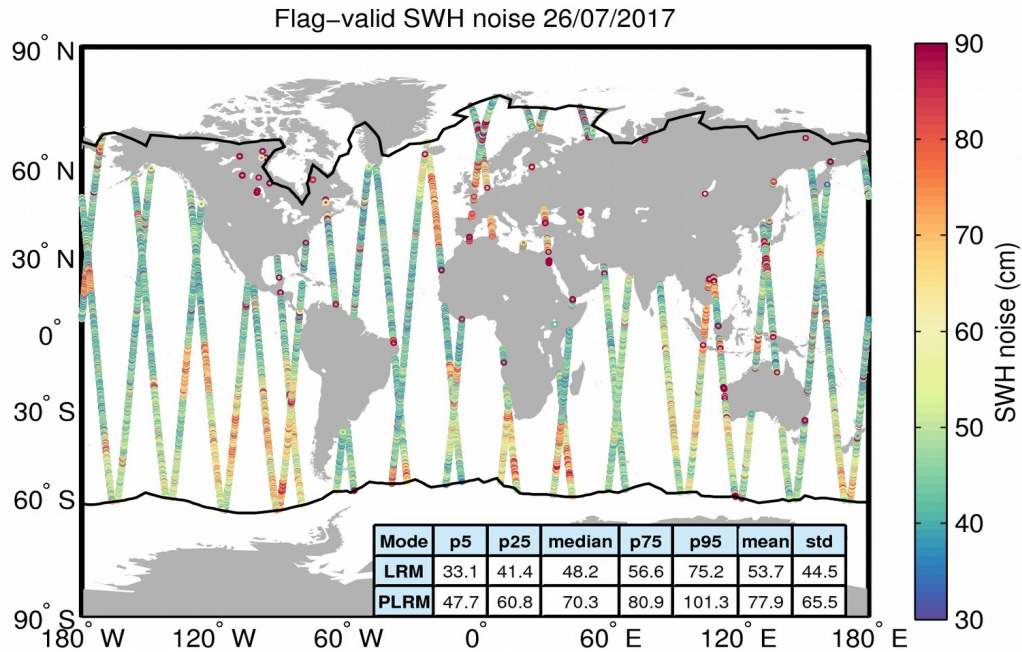 Flag−valid SWH noise 26/07/2017
90° N
60° N
30° N
0°
30° S
60° S
90° S
180° W
120° W
60° W
0°
60° E
120° E
180° E
Mode p5 p25 median p75 p95 mean std
LRM 33.1 41.4 48.2 56.6 75.2 53.7 44.5
PLRM 47.7 60.8 70.3 80.9 101.3 77.9 65.5
90
80
70
60
50
40
30
SWH noise (cm)